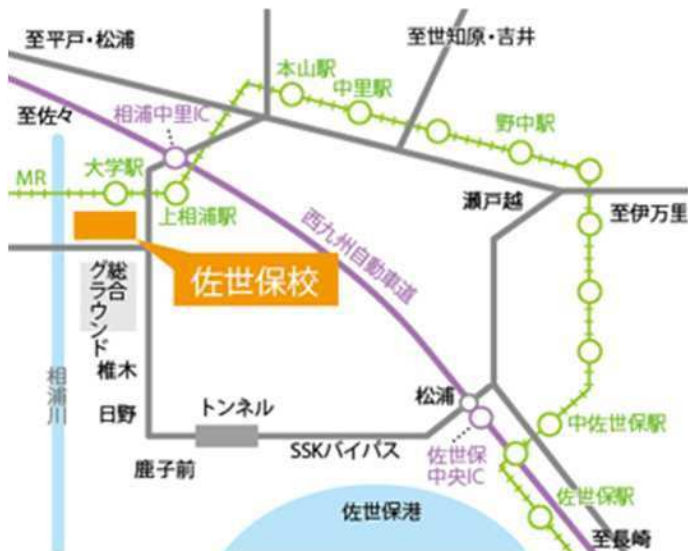 至平戸・松浦
至世知原・吉井
本山駅
中里駅
至佐々
相浦中里IC
野中駅
MR
大学駅
上相浦駅
瀬戸越
至伊万里
西九州自動車道
佐世保校
総合
グラウンド
相浦川
椎木
日野
トンネル
松浦
中佐世保駅
SSKバイパス
佐世保
中央IC
鹿子前
佐世保駅
佐世保港
至長崎